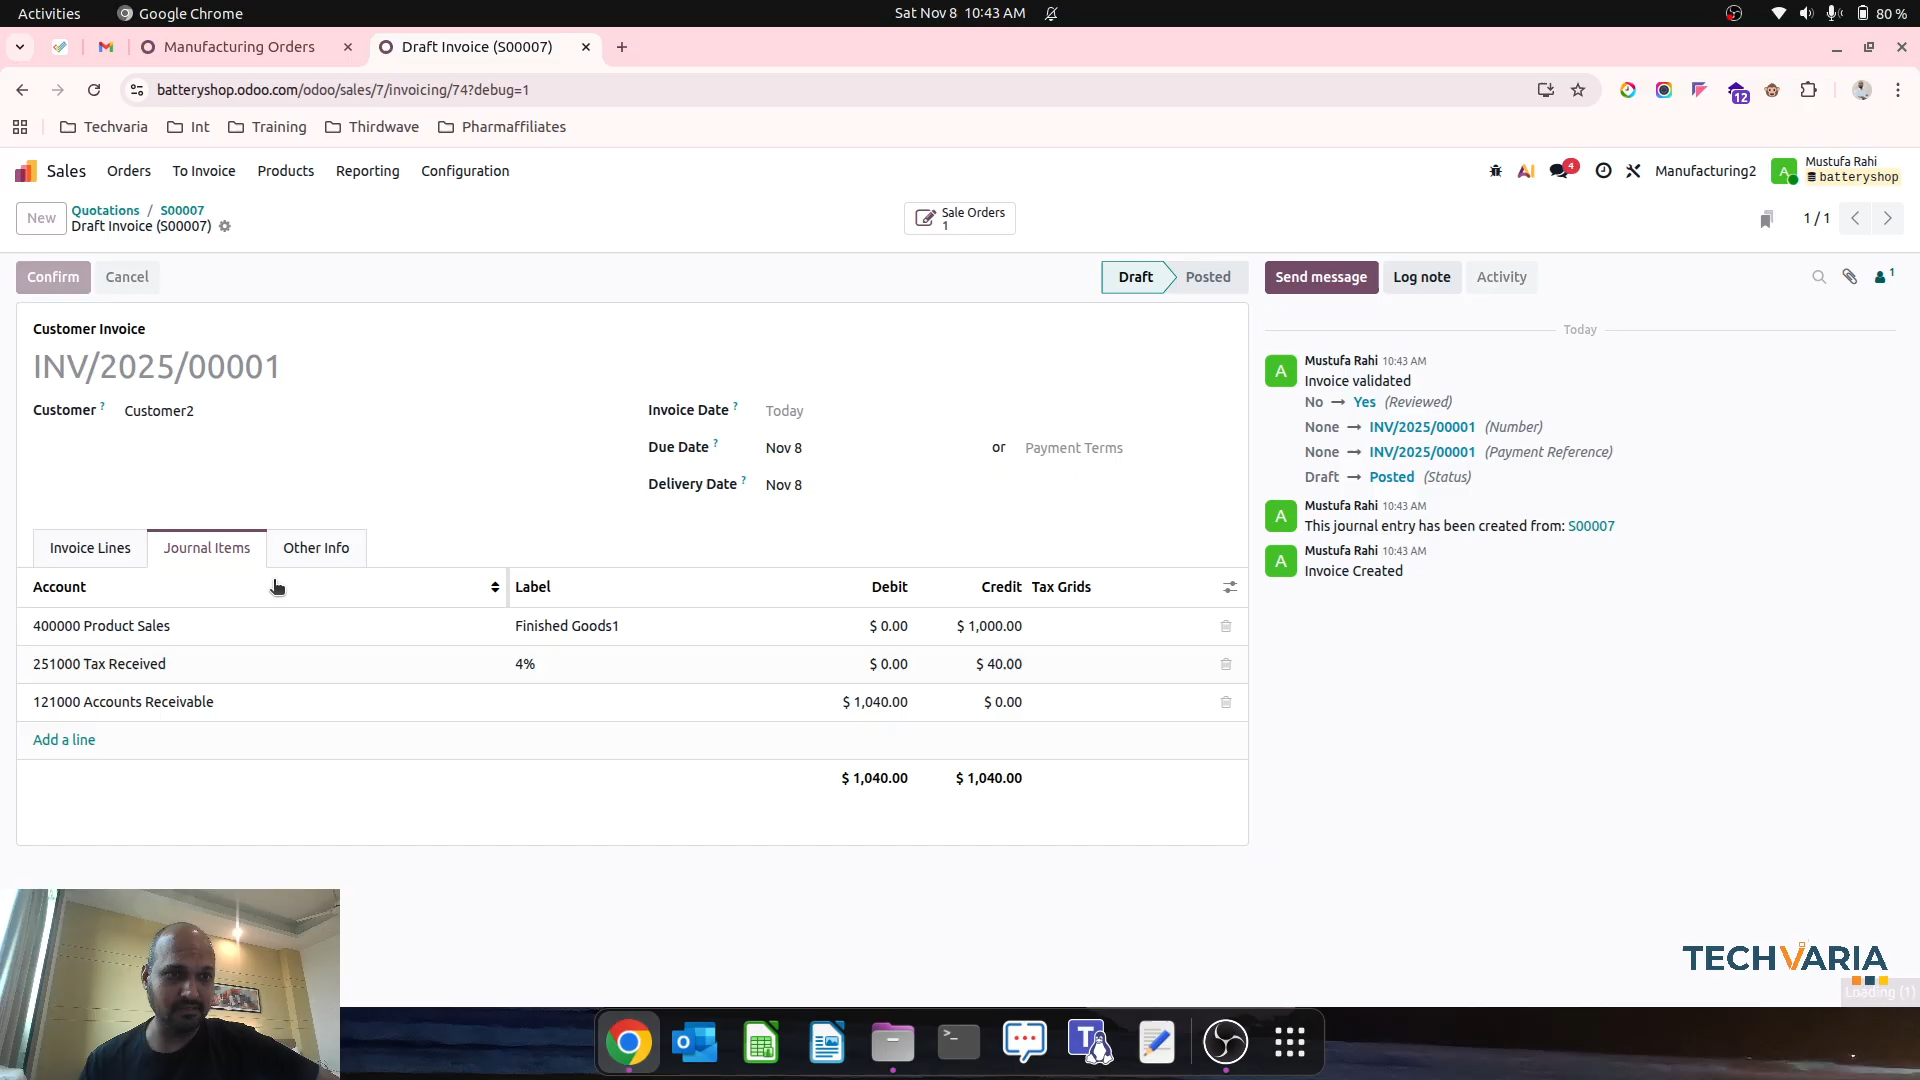 Activities Google Chrome Sat Nov 8 10:43 AM 80 %
Manufacturing Orders Draft Invoice (S00007)
batteryshop.odoo.com/odoo/sales/7/invoicing/74?debug=1 12
Techvaria Int Training Thirdwave Pharmaffiliates
Sales Orders To Invoice Products Reporting Configuration 4 Manufacturing2 A Mustufa Rahi
batteryshop
New Quotations / S00007 Sale Orders 1/1
Draft Invoice (S00007) 1
Confirm Cancel Draft Posted Send message Log note Activity 1
Customer Invoice
INV/2025/00001
Customer ? Customer2
Invoice Date ? Today
Due Date ? Nov 8 or Payment Terms
Delivery Date ? Nov 8
Invoice Lines Journal Items Other Info
Account Label Debit Credit Tax Grids
400000 Product Sales Finished Goods1 $ 0.00 $ 1,000.00
251000 Tax Received 4% $ 0.00 $ 40.00
121000 Accounts Receivable $ 1,040.00 $ 0.00
Add a line
$ 1,040.00 $ 1,040.00
Today
A Mustufa Rahi 10:43 AM
Invoice validated
No → Yes (Reviewed)
None → INV/2025/00001 (Number)
None → INV/2025/00001 (Payment Reference)
Draft → Posted (Status)
A Mustufa Rahi 10:43 AM
This journal entry has been created from: S00007
A Mustufa Rahi 10:43 AM
Invoice Created
TECHVARIA
Loading (1)